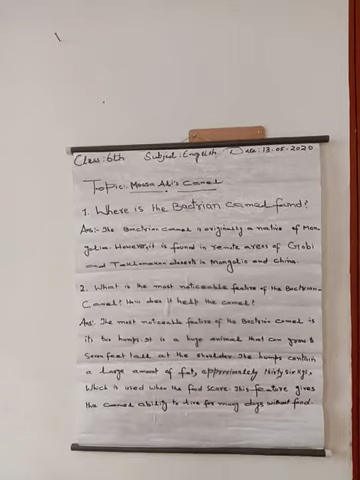 Class:6th Subject:English Date:13.05.2020
Topic:- Moosa Ali's Camel
1. Where is the Bactrian camel found?
Ans:- The Bactrian camel is originally a native of Mon-
golia. However, it is found in remote areas of Gobi
and Taklamakan deserts in Mongolia and China.
2. What is the most noticeable feature of the Bactrian
Camel? How does it help the camel?
Ans:- The most noticeable feature of the Bactrian camel is
its two humps. It is a huge animal that can grow &
Seven feet tall at the shoulder. The humps contain
a large amount of fat, approximately thirty six kgs,
Which is used when the food scare. This feature gives
the camel ability to live for many days without food.